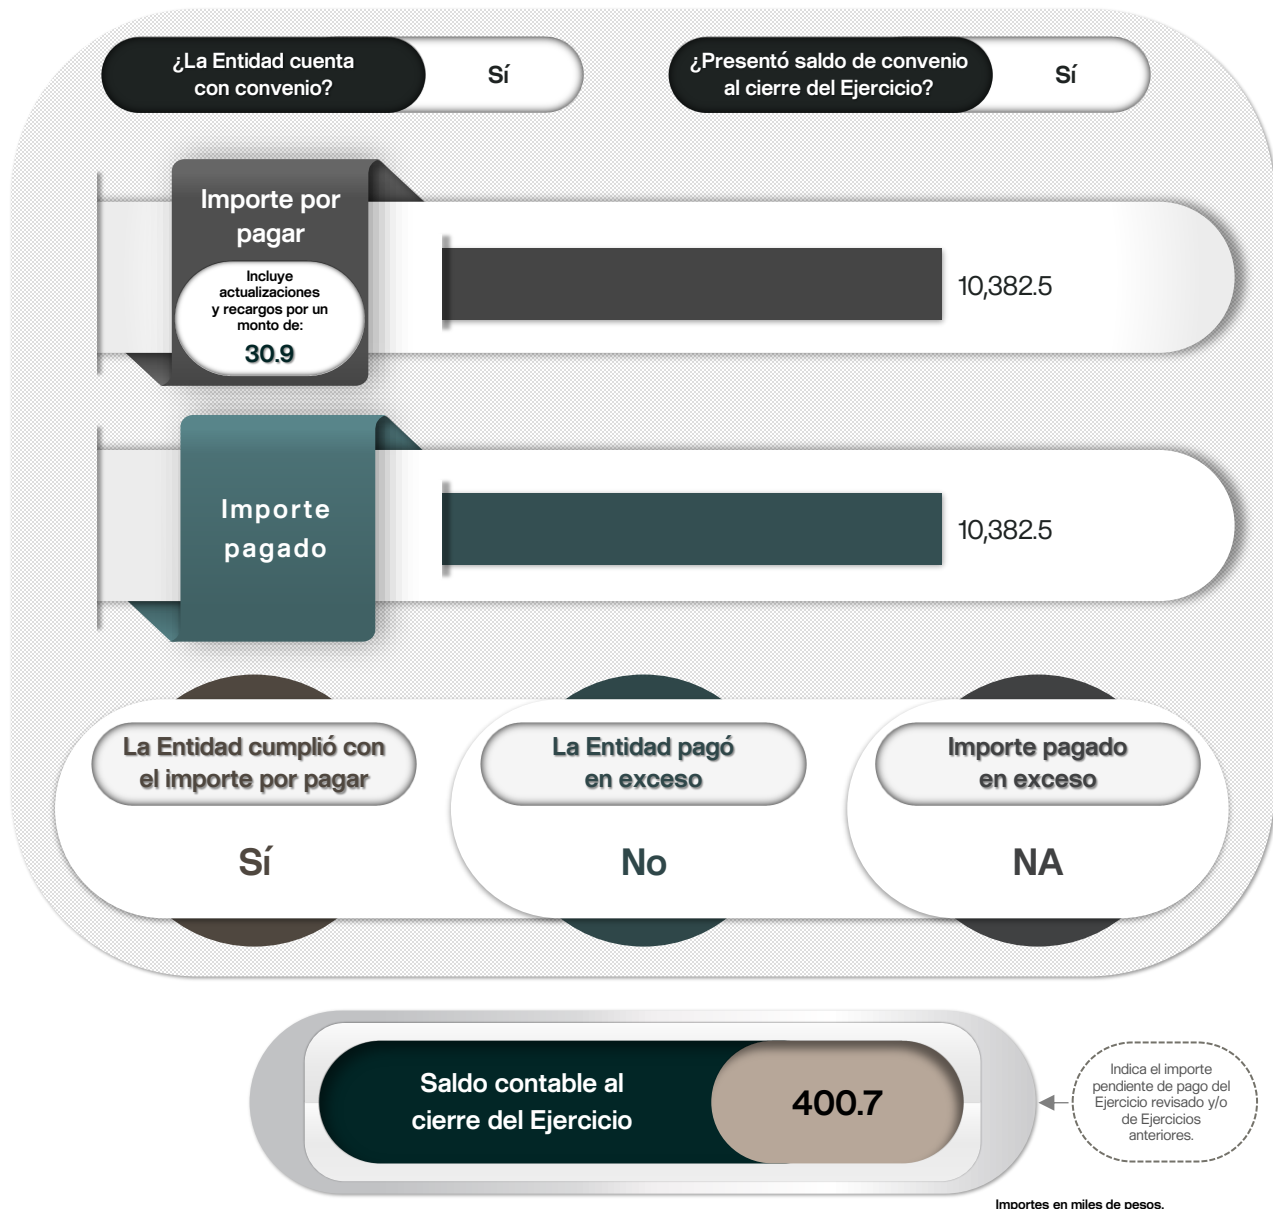 ¿La Entidad cuenta
con convenio?
Sí
¿Presentó saldo de convenio
al cierre del Ejercicio?
Sí
Importe por
pagar
Incluye
actualizaciones
y recargos por un
monto de:
30.9
10,382.5
Importe
pagado
10,382.5
La Entidad cumplió con
el importe por pagar
Sí
La Entidad pagó
en exceso
No
Importe pagado
en exceso
NA
Saldo contable al
cierre del Ejercicio
400.7
Indica el importe
pendiente de pago del
Ejercicio revisado y/o
de Ejercicios
anteriores.
Importes en miles de pesos.